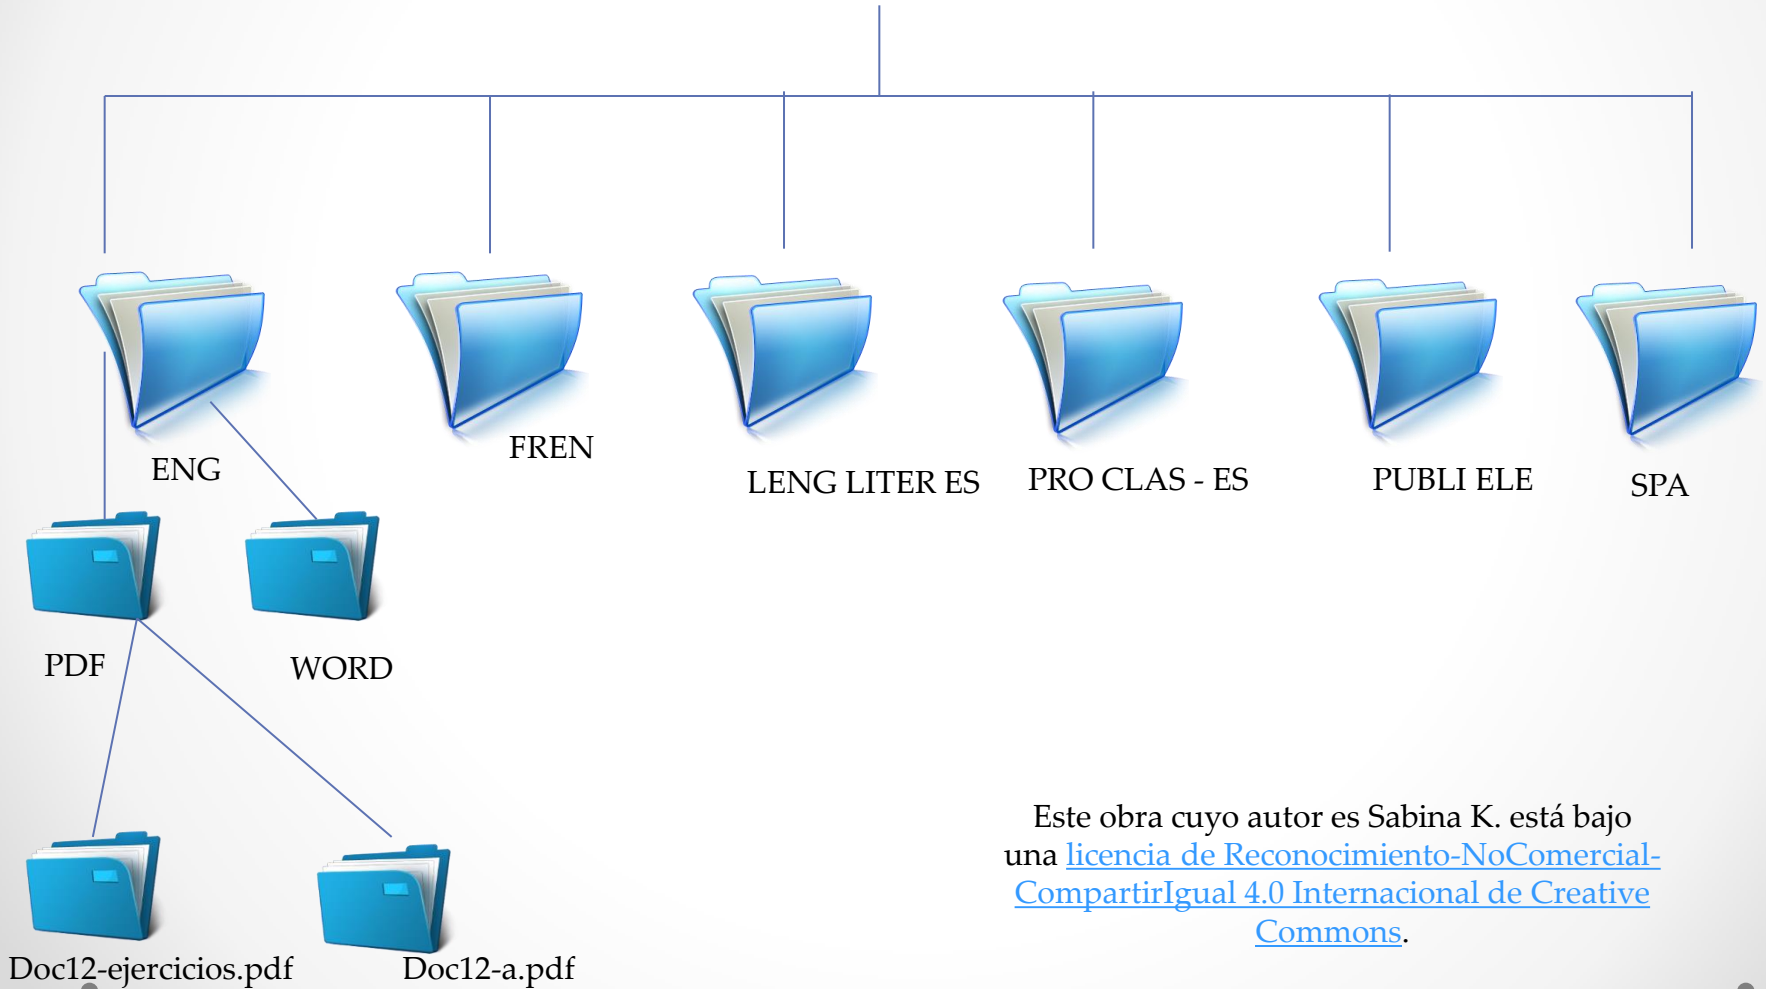 ENG
FREN
LENG LITER ES
PRO CLAS - ES
PUBLI ELE
SPA
PDF
WORD
Doc12-ejercicios.pdf
Doc12-a.pdf
Este obra cuyo autor es Sabina K. está bajo
una licencia de Reconocimiento-NoComercial-
CompartirIgual 4.0 Internacional de Creative
Commons.